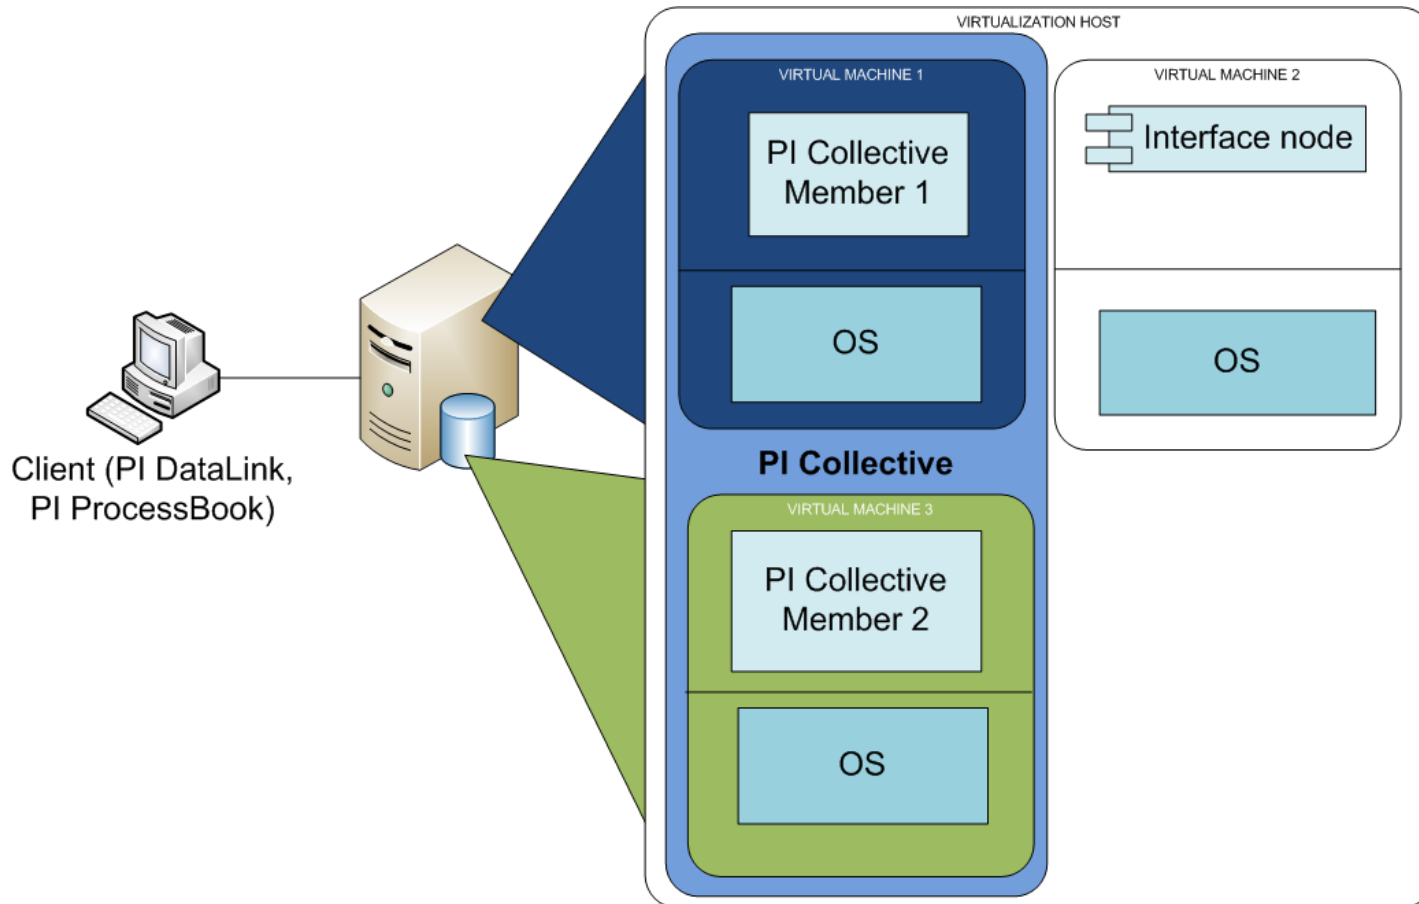 VIRTUALIZATION HOST
VIRTUAL MACHINE 1
PI Collective
Member 1
OS
VIRTUAL MACHINE 2
Interface node
OS
PI Collective
VIRTUAL MACHINE 3
PI Collective
Member 2
OS
Client (PI DataLink,
PI ProcessBook)